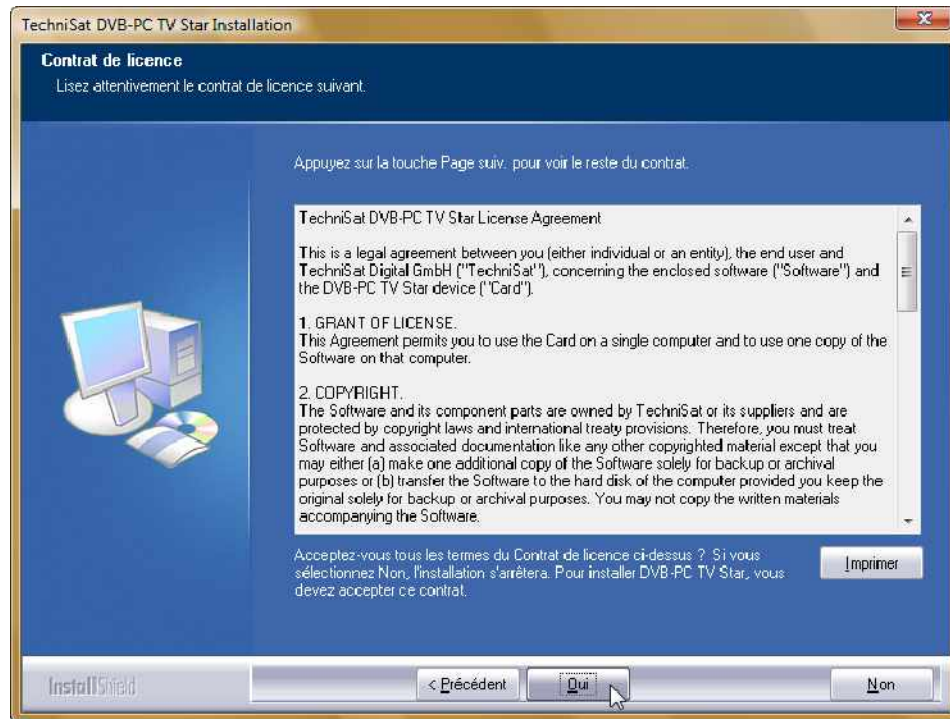 TechniSat DVB-PC TV Star Installation
Contrat de licence
Lisez attentivement le contrat de licence suivant.
Appuyez sur la touche Page suiv. pour voir le reste du contrat.
TechniSat DVB-PC TV Star License Agreement
This is a legal agreement between you (either individual or an entity), the end user and
TechniSat Digital GmbH ("TechniSat"), concerning the enclosed software ("Software") and
the DVB-PC TV Star device ("Card").
1. GRANT OF LICENSE.
This Agreement permits you to use the Card on a single computer and to use one copy of the
Software on that computer.
2. COPYRIGHT.
The Software and its component parts are owned by TechniSat or its suppliers and are
protected by copyright laws and international treaty provisions. Therefore, you must treat
Software and associated documentation like any other copyrighted material except that you
may either (a) make one additional copy of the Software solely for backup or archival
purposes or (b) transfer the Software to the hard disk of the computer provided you keep the
original solely for backup or archival purposes. You may not copy the written materials
accompanying the Software.
Acceptez-vous tous les termes du Contrat de licence ci-dessus ? Si vous
sélectionnez Non, l'installation s'arrêtera. Pour installer DVB-PC TV Star, vous
devez accepter ce contrat.
Imprimer
InstallShield
< Précédent
Oui
Non